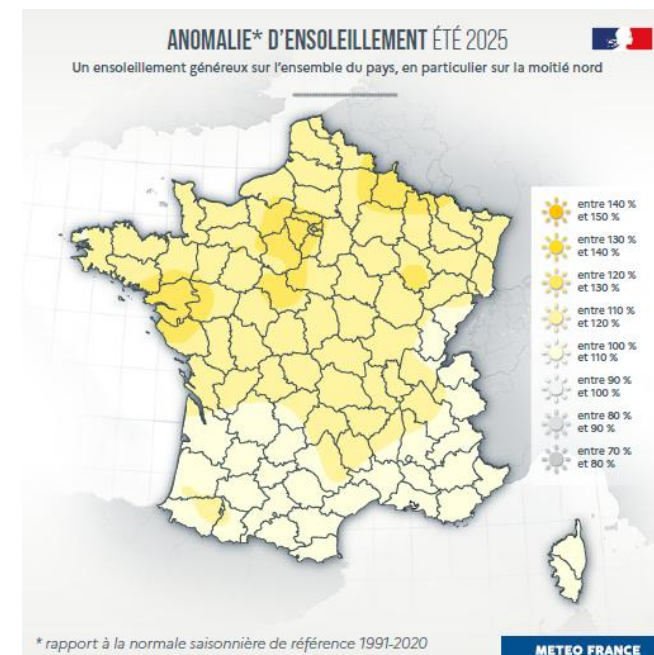 ANOMALIE* D'ENSOLEILLEMENT ÉTÉ 2025
Un ensoleillement généreux sur l'ensemble du pays, en particulier sur la moitié nord
entre 140 %
et 150 %
entre 130 %
et 140 %
entre 120 %
et 130 %
entre 110 %
et 120 %
entre 100 %
et 110 %
entre 90 %
et 100 %
entre 80 %
et 90 %
entre 70 %
et 80 %
* rapport à la normale saisonnière de référence 1991-2020
METEO FRANCE